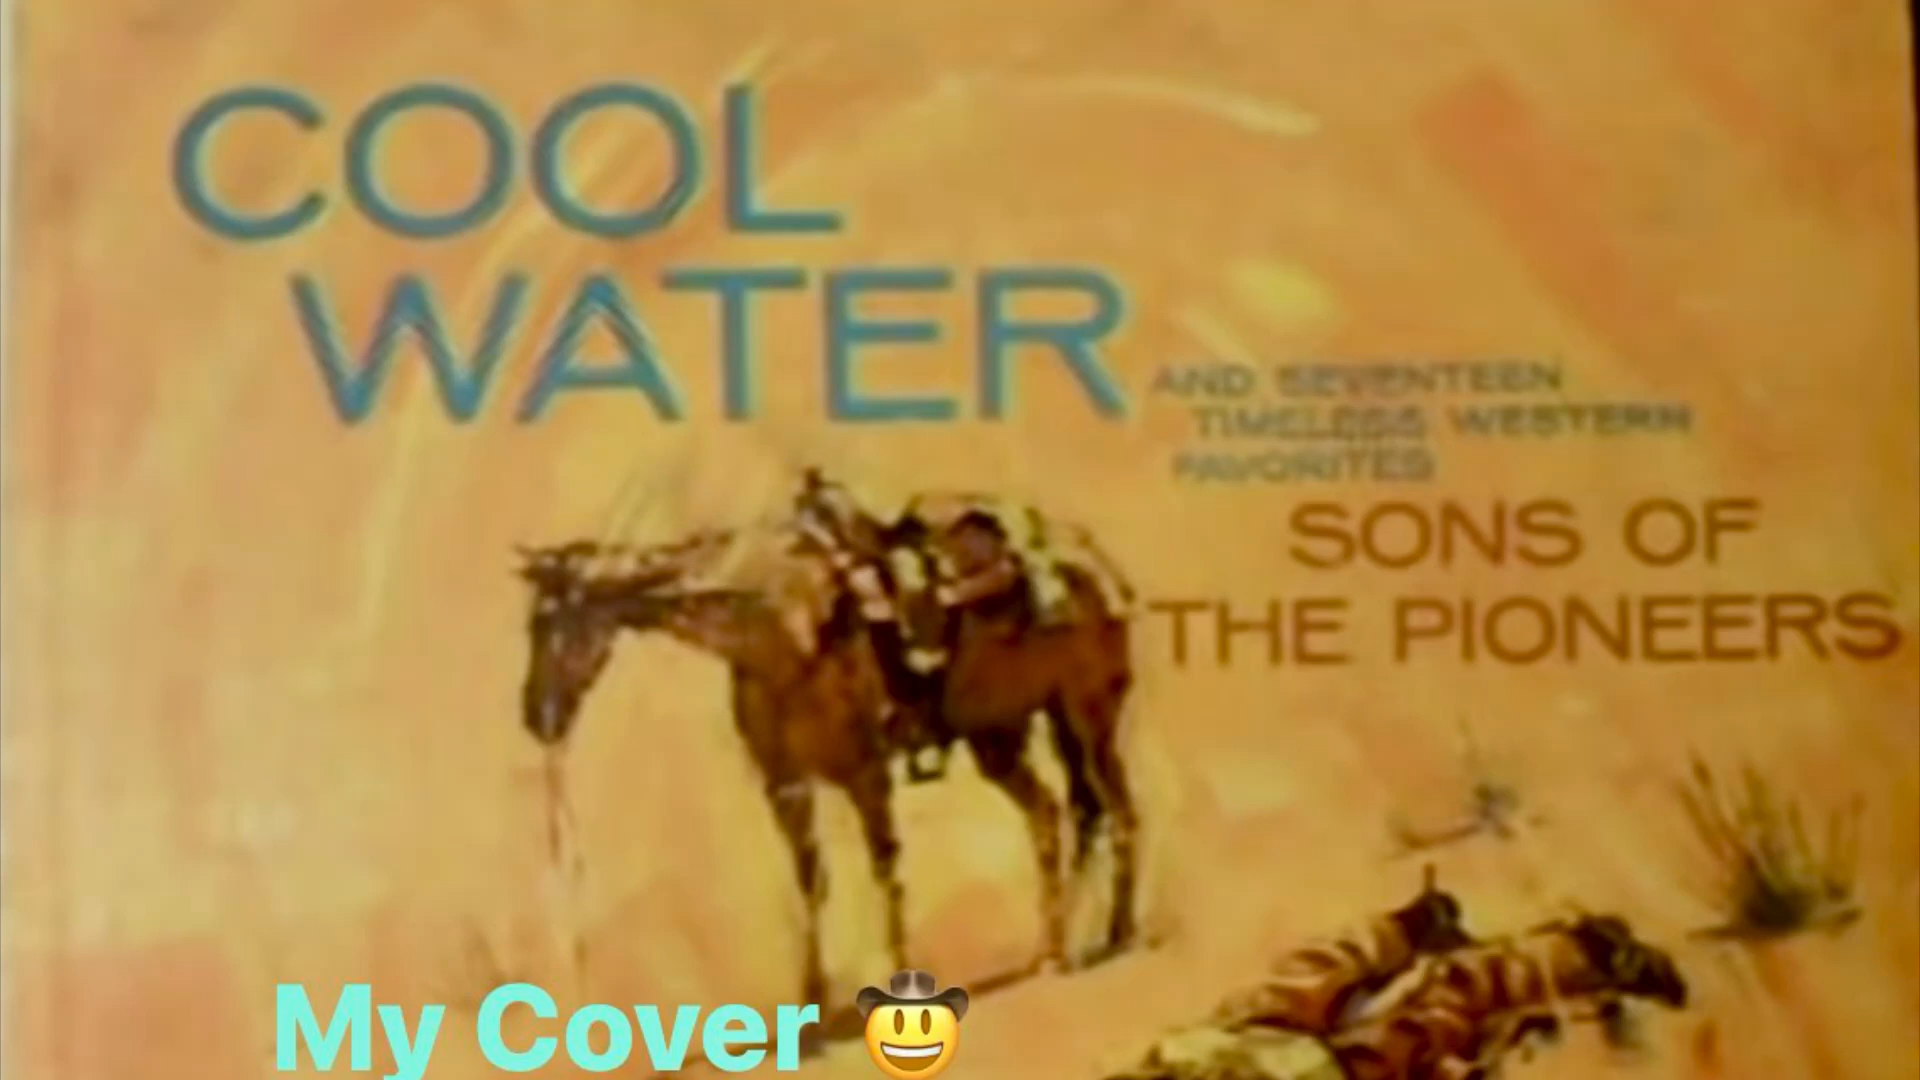 COOL
WATER
AND SEVENTEEN
TIMELESS WESTERN
FAVORITES
SONS OF
THE PIONEERS
My Cover 🤠